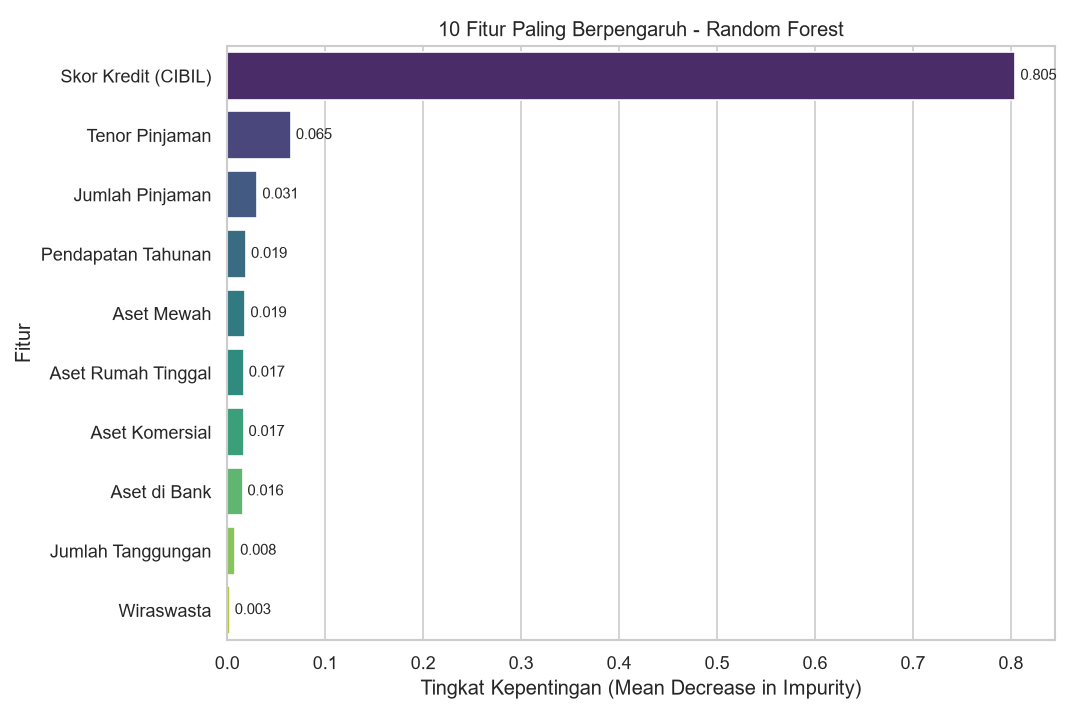 10 Fitur Paling Berpengaruh - Random Forest
Skor Kredit (CIBIL)
0.805
Tenor Pinjaman
0.065
Jumlah Pinjaman
0.031
Pendapatan Tahunan
0.019
Aset Mewah
0.019
Aset Rumah Tinggal
0.017
Aset Komersial
0.017
Aset di Bank
0.016
Jumlah Tanggungan
0.008
Wiraswasta
0.003
Fitur
0.0 0.1 0.2 0.3 0.4 0.5 0.6 0.7 0.8
Tingkat Kepentingan (Mean Decrease in Impurity)